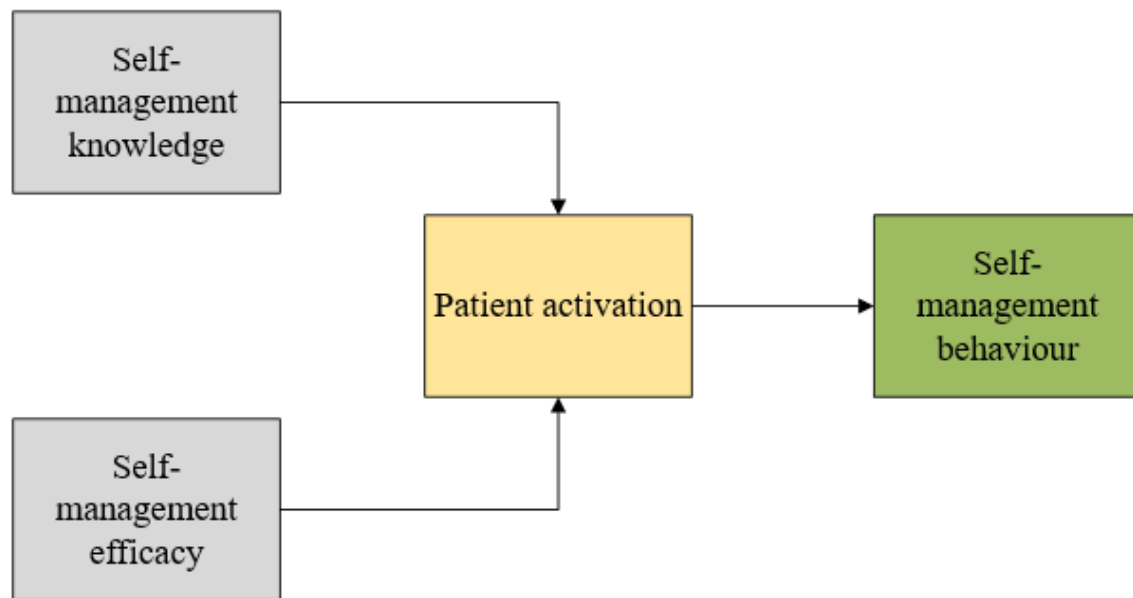 Self-
management
knowledge
Patient activation
Self-
management
behaviour
Self-
management
efficacy